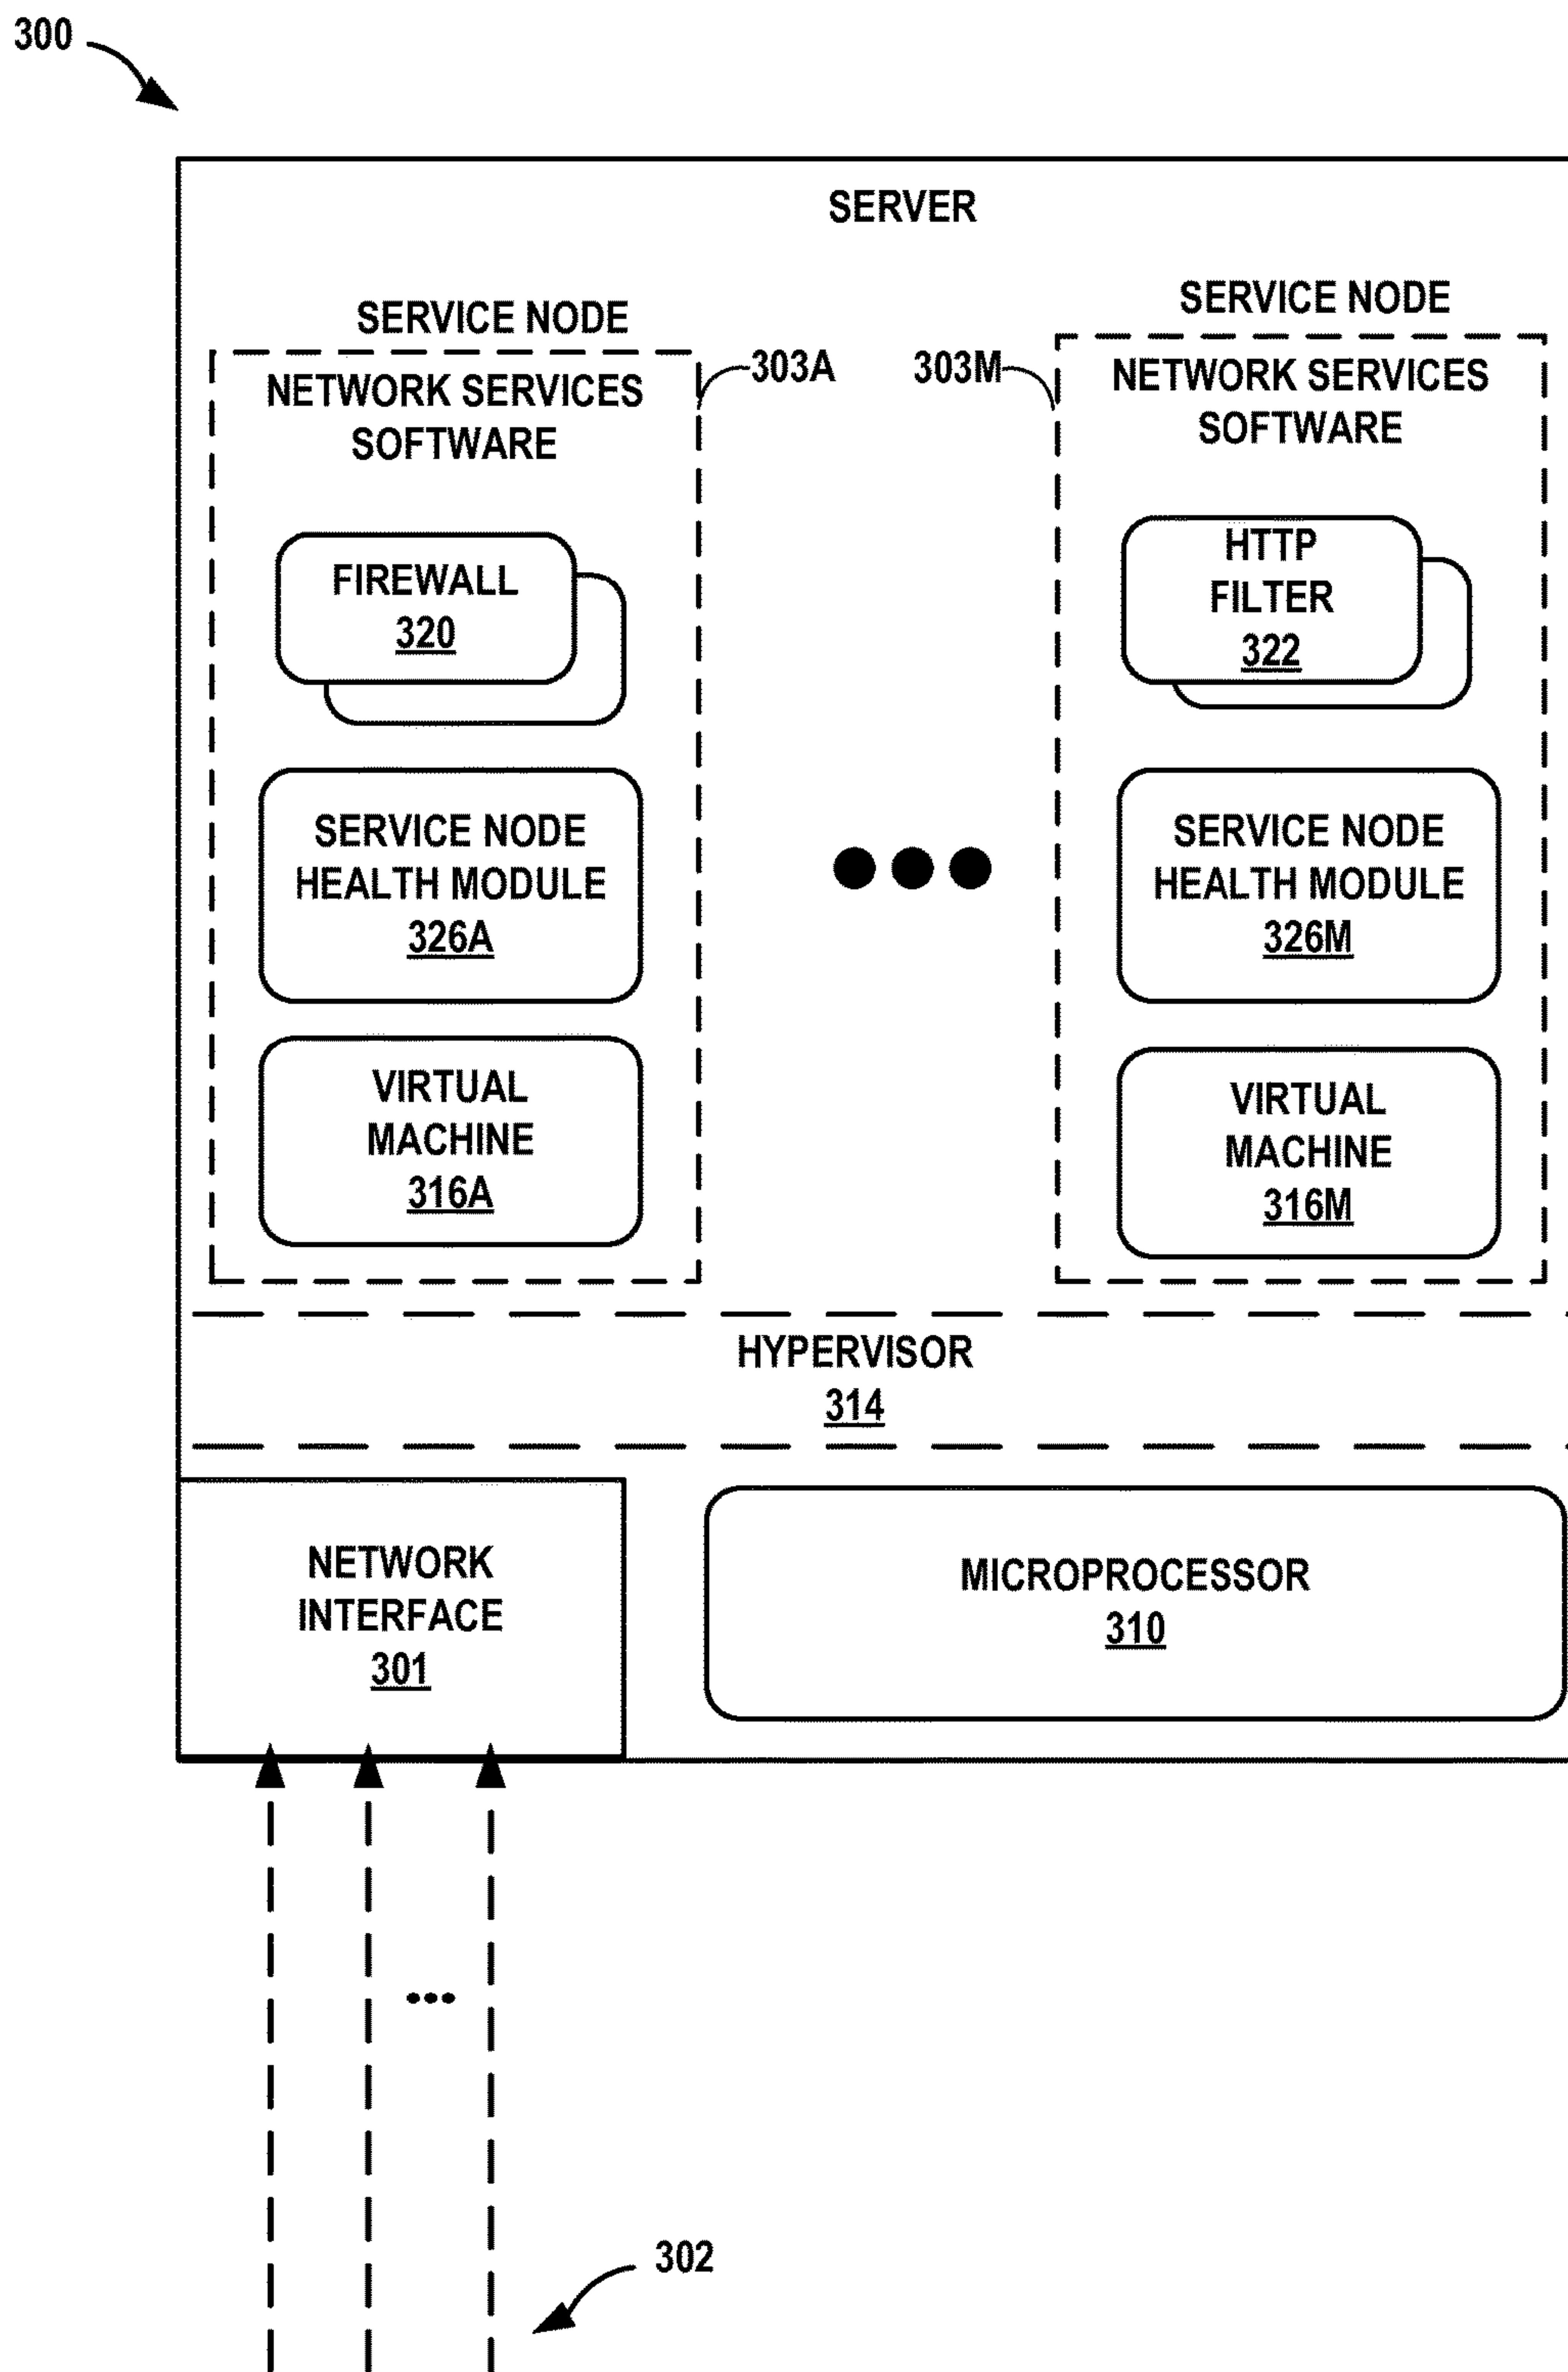 300
SERVER
SERVICE NODE
NETWORK SERVICES
SOFTWARE
303A
FIREWALL
320
SERVICE NODE
HEALTH MODULE
326A
VIRTUAL
MACHINE
316A
SERVICE NODE
303M
NETWORK SERVICES
SOFTWARE
HTTP
FILTER
322
SERVICE NODE
HEALTH MODULE
326M
VIRTUAL
MACHINE
316M
HYPERVISOR
314
NETWORK
INTERFACE
301
MICROPROCESSOR
310
302